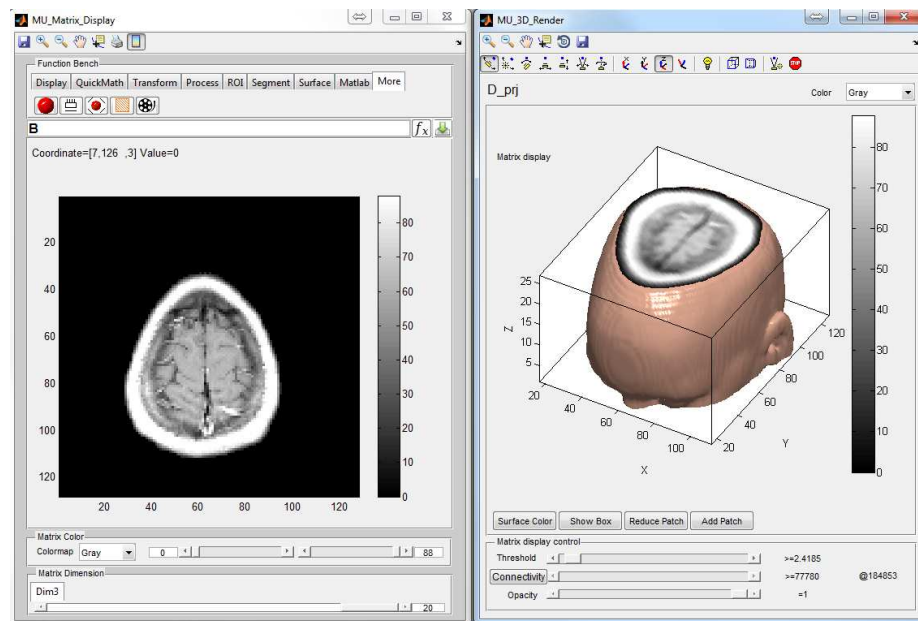 MU_Matrix_Display
Function Bench
Display QuickMath Transform Process ROI Segment Surface Matlab More
B
fx
Coordinate=[7,126 ,3] Value=0
20
40
60
80
100
120
20 40 60 80 100 120
80
70
60
50
40
30
20
10
0
Matrix Color
Colormap Gray 0 88
Matrix Dimension
Dim3
20
MU_3D_Render
STOP
D_prj Color Gray
Matrix display
Z
25
20
15
10
5
20 40 60 80 100
X
20 40 60 80 100 120
Y
80
70
60
50
40
30
20
10
0
Surface Color Show Box Reduce Patch Add Patch
Matrix display control
Threshold >=2.4185
Connectivity >=77780 @184853
Opacity =1